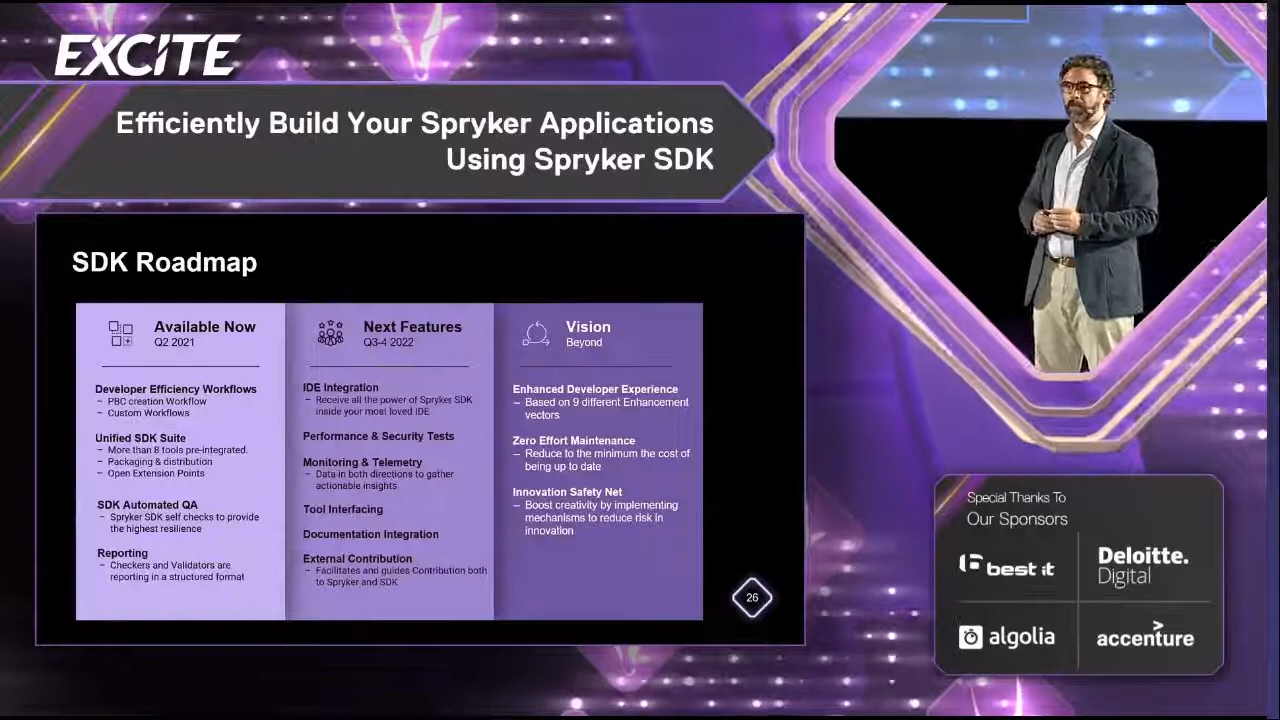 EXCITE
Efficiently Build Your Spryker Applications
Using Spryker SDK
SDK Roadmap
Available Now
Q2 2021
Developer Efficiency Workflows
– PBC creation Workflow
– Custom Workflows
Unified SDK Suite
– More than 8 tools pre-integrated.
– Packaging & distribution
– Open Extension Points
SDK Automated QA
– Spryker SDK self checks to provide
the highest resilience
Reporting
– Checkers and Validators are
reporting in a structured format
Next Features
Q3-4 2022
IDE Integration
– Receive all the power of Spryker SDK
inside your most loved IDE
Performance & Security Tests
Monitoring & Telemetry
– Data in both directions to gather
actionable insights
Tool Interfacing
Documentation Integration
External Contribution
– Facilitates and guides Contribution both
to Spryker and SDK
Vision
Beyond
Enhanced Developer Experience
– Based on 9 different Enhancement
vectors
Zero Effort Maintenance
– Reduce to the minimum the cost of
being up to date
Innovation Safety Net
– Boost creativity by implementing
mechanisms to reduce risk in
innovation
26
Special Thanks To
Our Sponsors
best it
Deloitte.
Digital
algolia
accenture